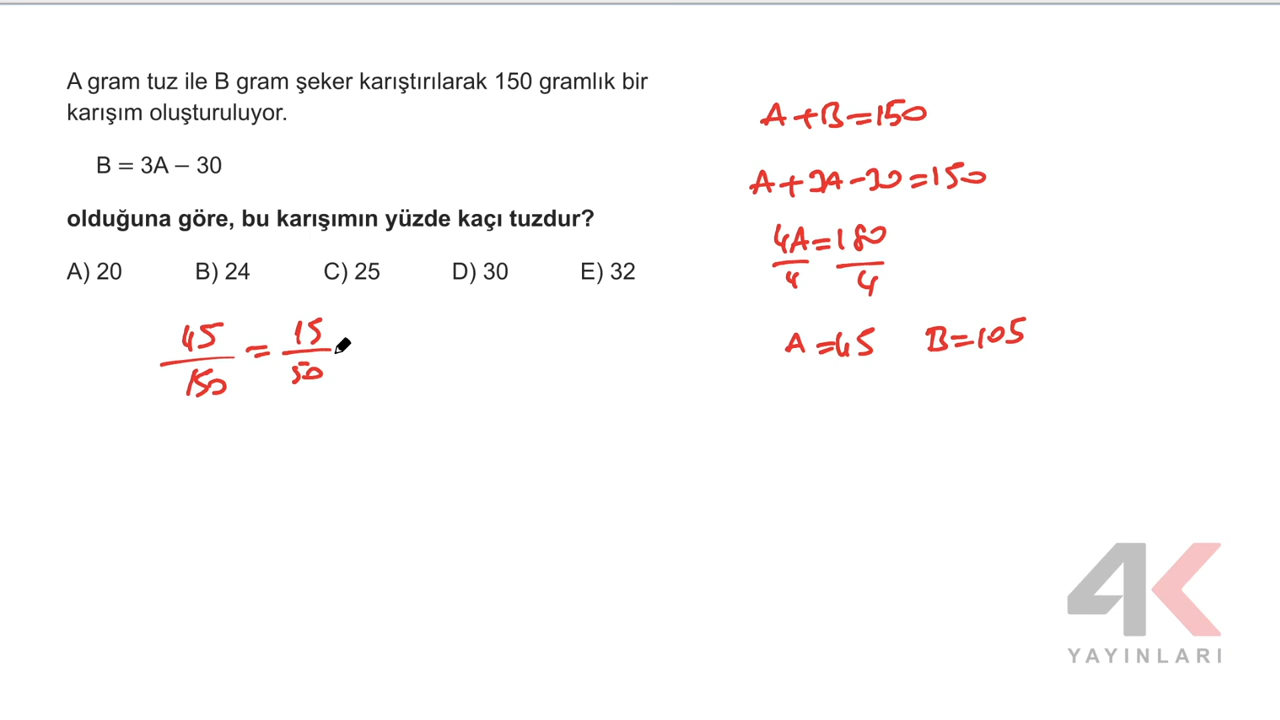 A gram tuz ile B gram şeker karıştırılarak 150 gramlık bir
karışım oluşturuluyor.
B = 3A – 30
olduğuna göre, bu karışımın yüzde kaçı tuzdur?
A) 20 B) 24 C) 25 D) 30 E) 32
45/150 = 15/50
A+B=150
A+3A-30=150
4A/4=180/4
A=45 B=105
4K
YAYINLARI